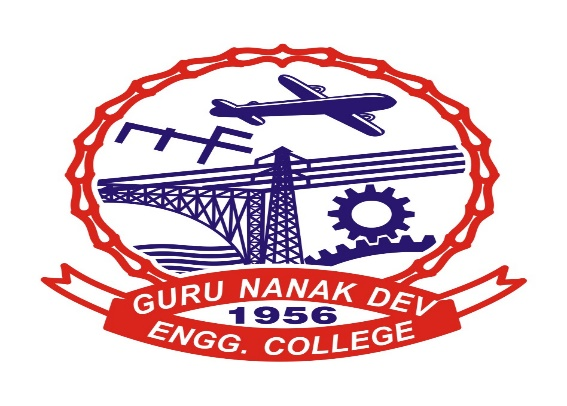 GURU NANAK DEV
1956
ENGG. COLLEGE